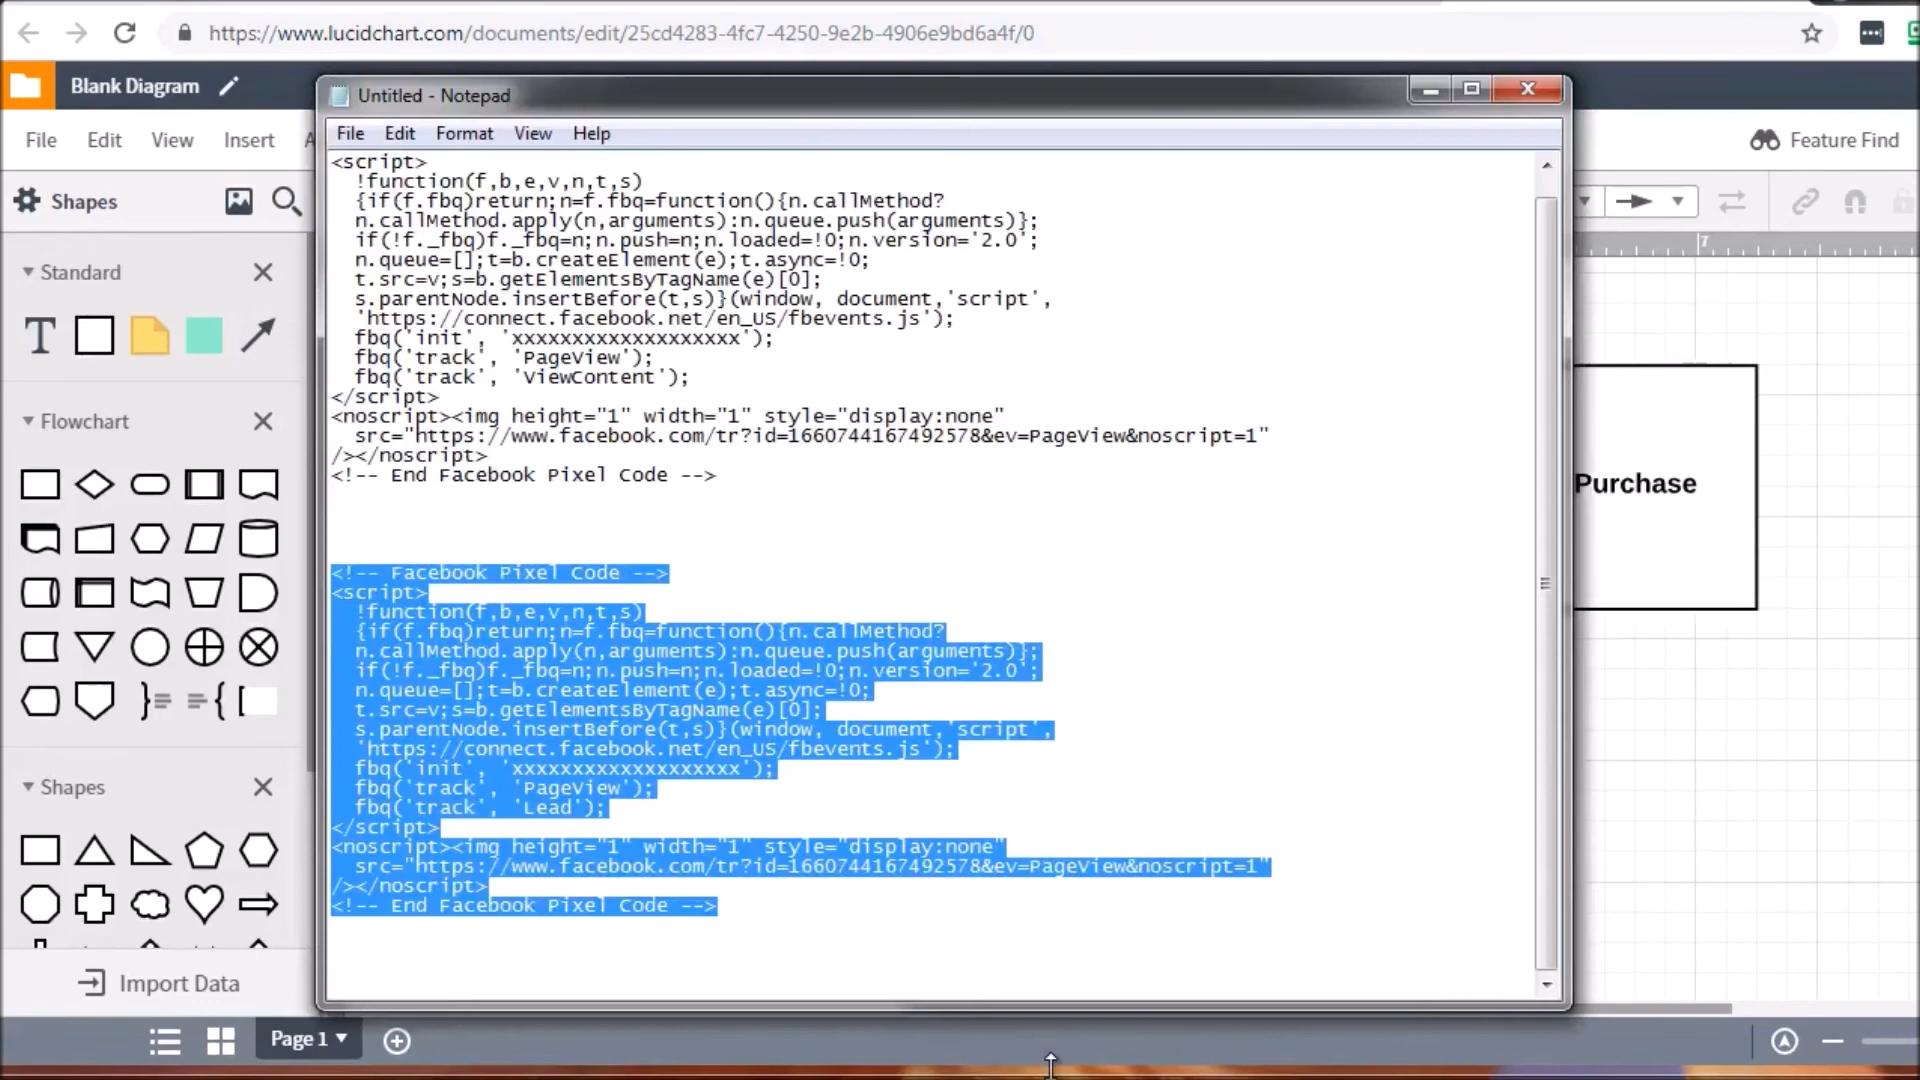 https://www.lucidchart.com/documents/edit/25cd4283-4fc7-4250-9e2b-4906e9bd6a4f/0
Blank Diagram
Untitled - Notepad
File Edit View Insert A
File Edit Format View Help
Feature Find
Shapes
7
Standard
T
Flowchart
Shapes
Import Data
Page 1
<script>
!function(f,b,e,v,n,t,s)
{if(f.fbq)return;n=f.fbq=function(){n.callMethod?
n.callMethod.apply(n,arguments):n.queue.push(arguments)};
if(!f._fbq)f._fbq=n;n.push=n;n.loaded=!0;n.version='2.0';
n.queue=[];t=b.createElement(e);t.async=!0;
t.src=v;s=b.getElementsByTagName(e)[0];
s.parentNode.insertBefore(t,s)}(window, document,'script',
'https://connect.facebook.net/en_US/fbevents.js');
fbq('init', 'xxxxxxxxxxxxxxxxxxx');
fbq('track', 'PageView');
fbq('track', 'ViewContent');
</script>
<noscript><img height="1" width="1" style="display:none"
src="https://www.facebook.com/tr?id=1660744167492578&ev=PageView&noscript=1"
/></noscript>
<!-- End Facebook Pixel Code -->
<!-- Facebook Pixel Code -->
<script>
!function(f,b,e,v,n,t,s)
{if(f.fbq)return;n=f.fbq=function(){n.callMethod?
n.callMethod.apply(n,arguments):n.queue.push(arguments)};
if(!f._fbq)f._fbq=n;n.push=n;n.loaded=!0;n.version='2.0';
n.queue=[];t=b.createElement(e);t.async=!0;
t.src=v;s=b.getElementsByTagName(e)[0];
s.parentNode.insertBefore(t,s)}(window, document,'script',
'https://connect.facebook.net/en_US/fbevents.js');
fbq('init', 'xxxxxxxxxxxxxxxxxxx');
fbq('track', 'PageView');
fbq('track', 'Lead');
</script>
<noscript><img height="1" width="1" style="display:none"
src="https://www.facebook.com/tr?id=1660744167492578&ev=PageView&noscript=1"
/></noscript>
<!-- End Facebook Pixel Code -->
Purchase